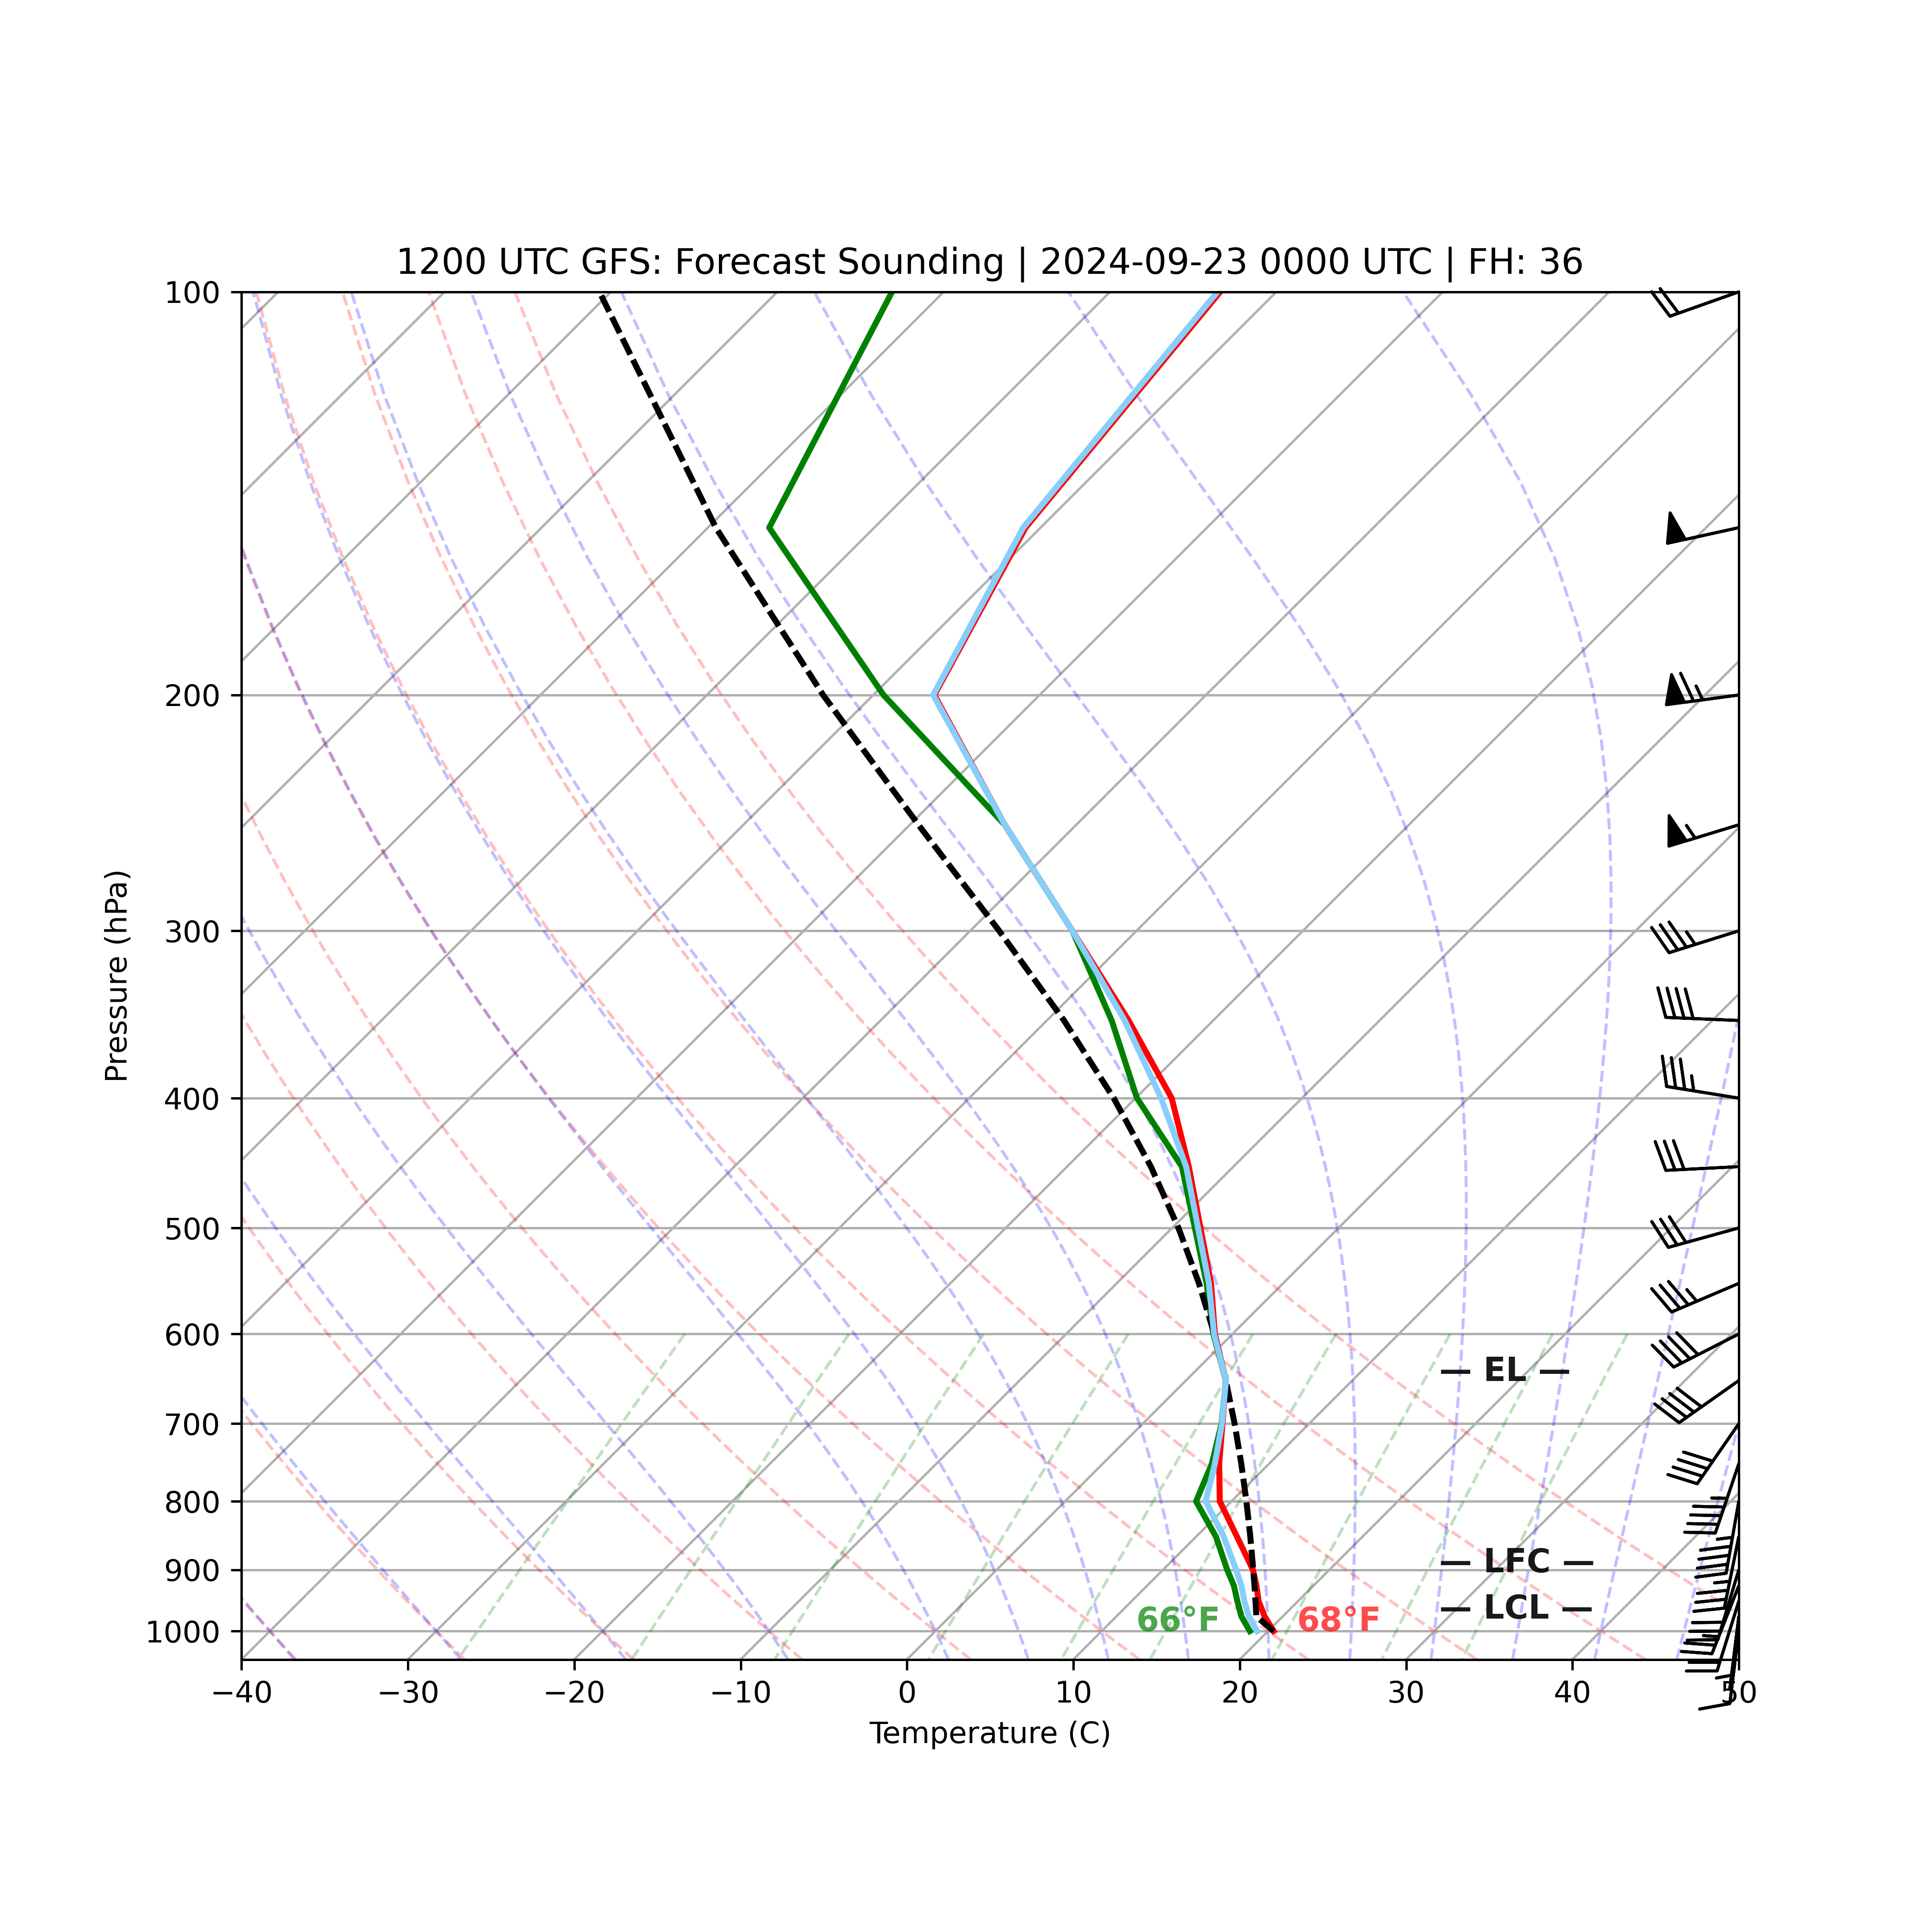 1200 UTC GFS: Forecast Sounding | 2024-09-23 0000 UTC | FH: 36
100
200
300
400
500
600
700
800
900
1000
Pressure (hPa)
— EL —
— LFC —
— LCL —
66°F 68°F
−40 −30 −20 −10 0 10 20 30 40 50
Temperature (C)